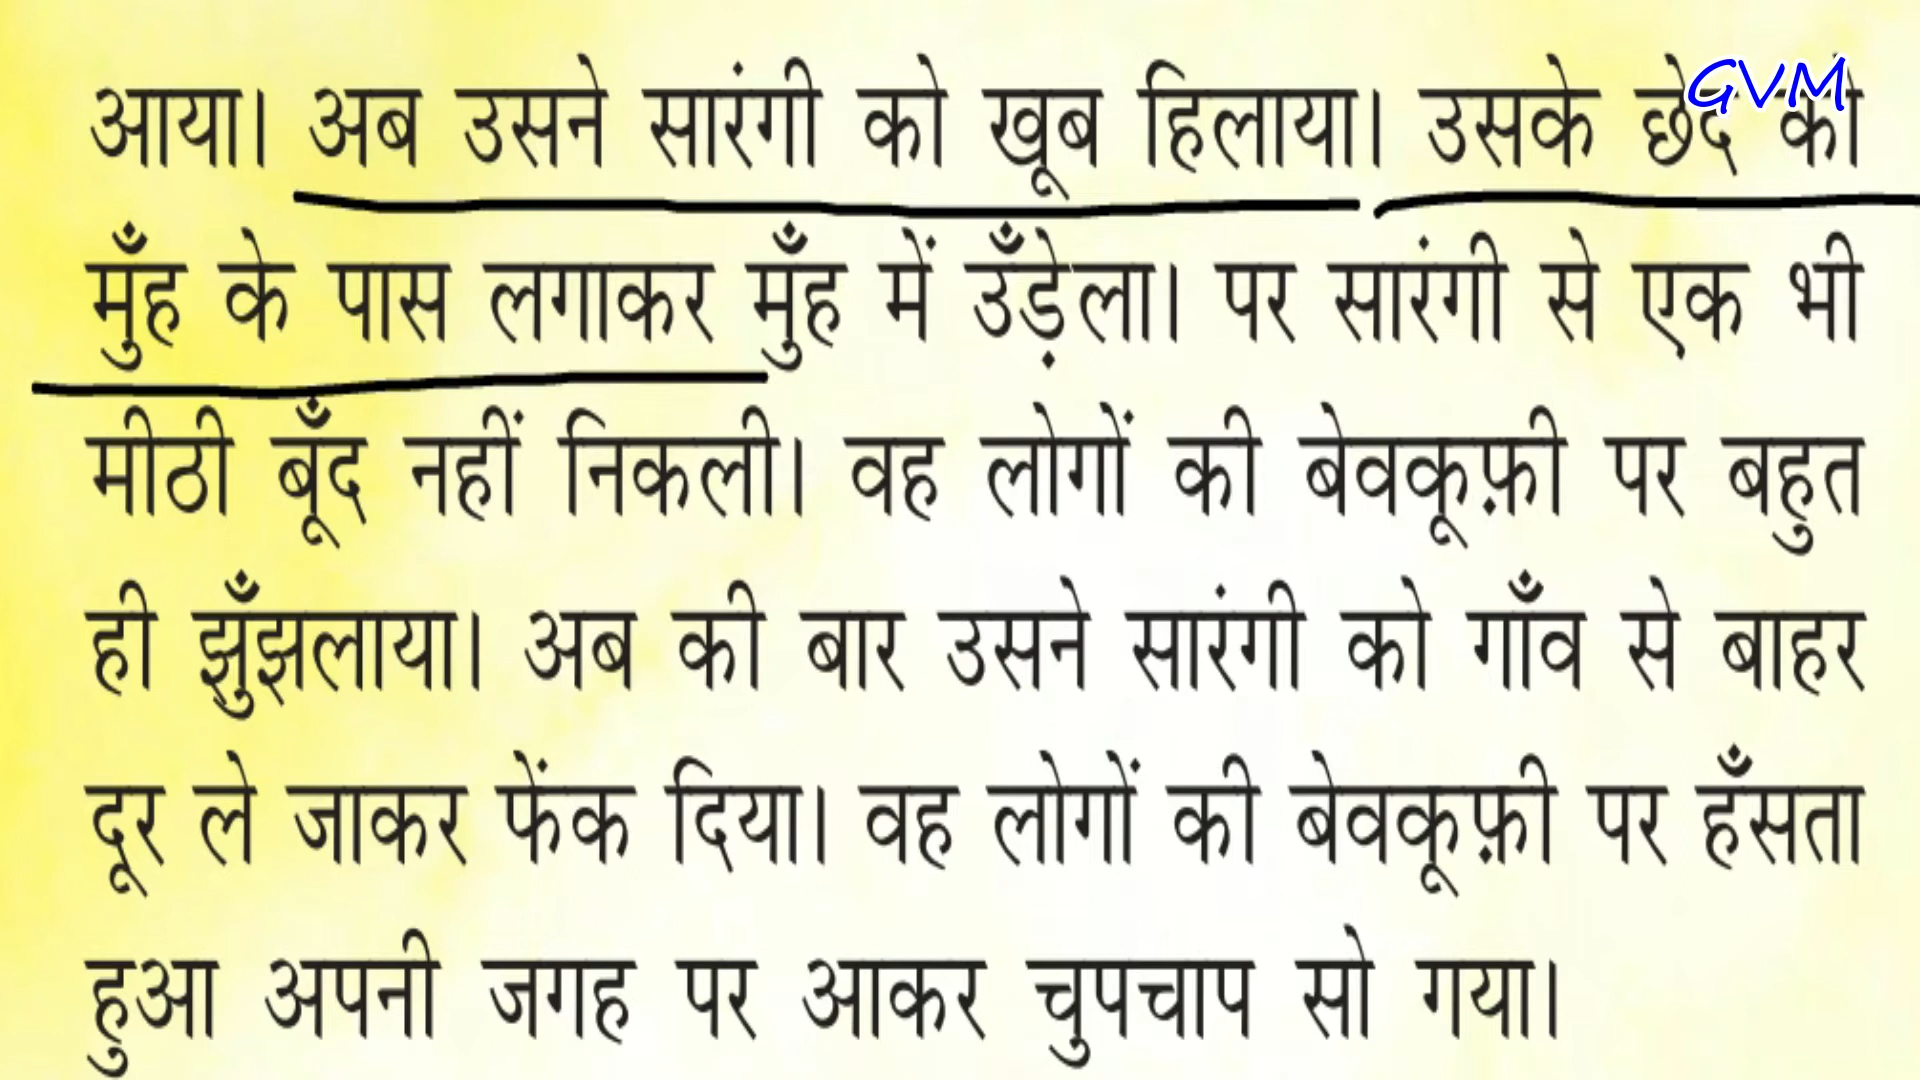 आया। अब उसने सारंगी को खूब हिलाया। उसके छेद को
GVM
मुँह के पास लगाकर मुँह में उँड़ेला। पर सारंगी से एक भी
मीठी बूँद नहीं निकली। वह लोगों की बेवकूफ़ी पर बहुत
ही झुँझलाया। अब की बार उसने सारंगी को गाँव से बाहर
दूर ले जाकर फेंक दिया। वह लोगों की बेवकूफ़ी पर हँसता
हुआ अपनी जगह पर आकर चुपचाप सो गया।